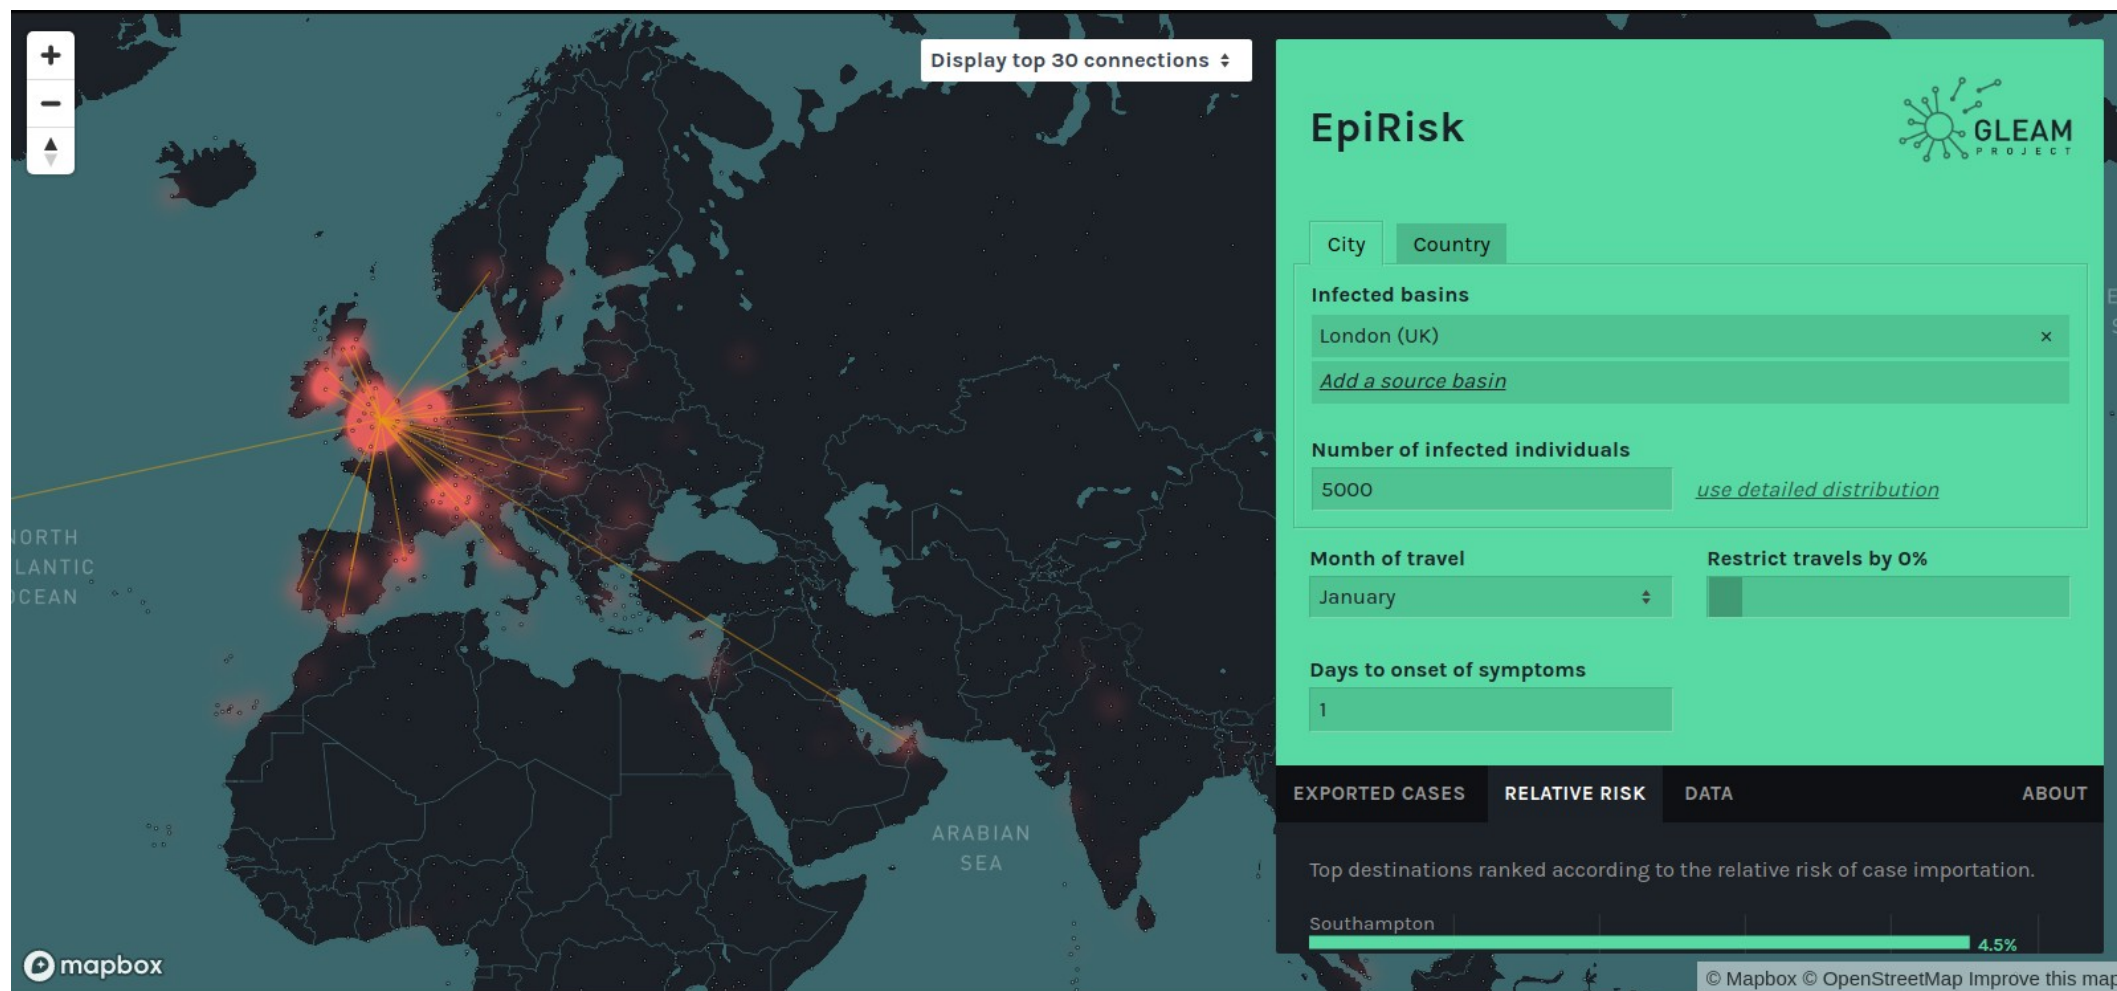 Display top 30 connections
EpiRisk
GLEAM
PROJECT
City
Country
Infected basins
London (UK)
×
Add a source basin
Number of infected individuals
5000
use detailed distribution
Month of travel
Restrict travels by 0%
January
Days to onset of symptoms
1
EXPORTED CASES
RELATIVE RISK
DATA
ABOUT
Top destinations ranked according to the relative risk of case importation.
Southampton
4.5%
NORTH
LANTIC
OCEAN
ARABIAN
SEA
mapbox
© Mapbox © OpenStreetMap Improve this map